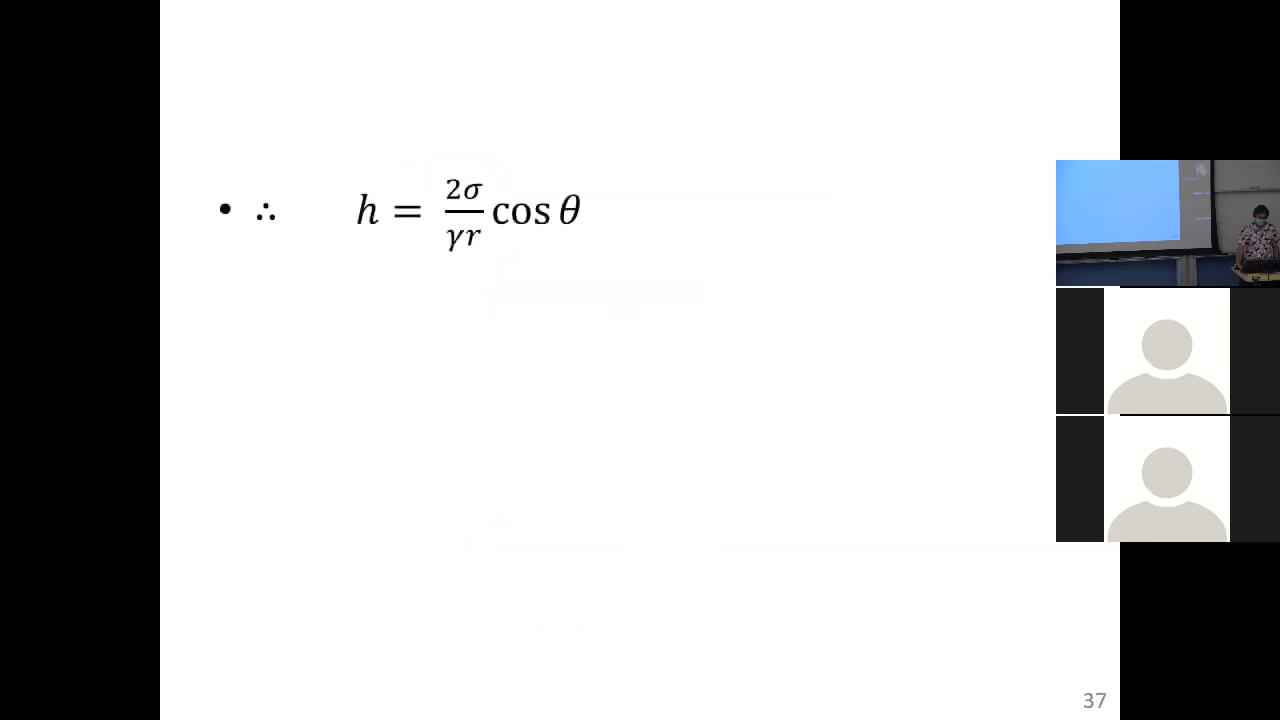 • ∴ h = 2σ/γr cos θ
37